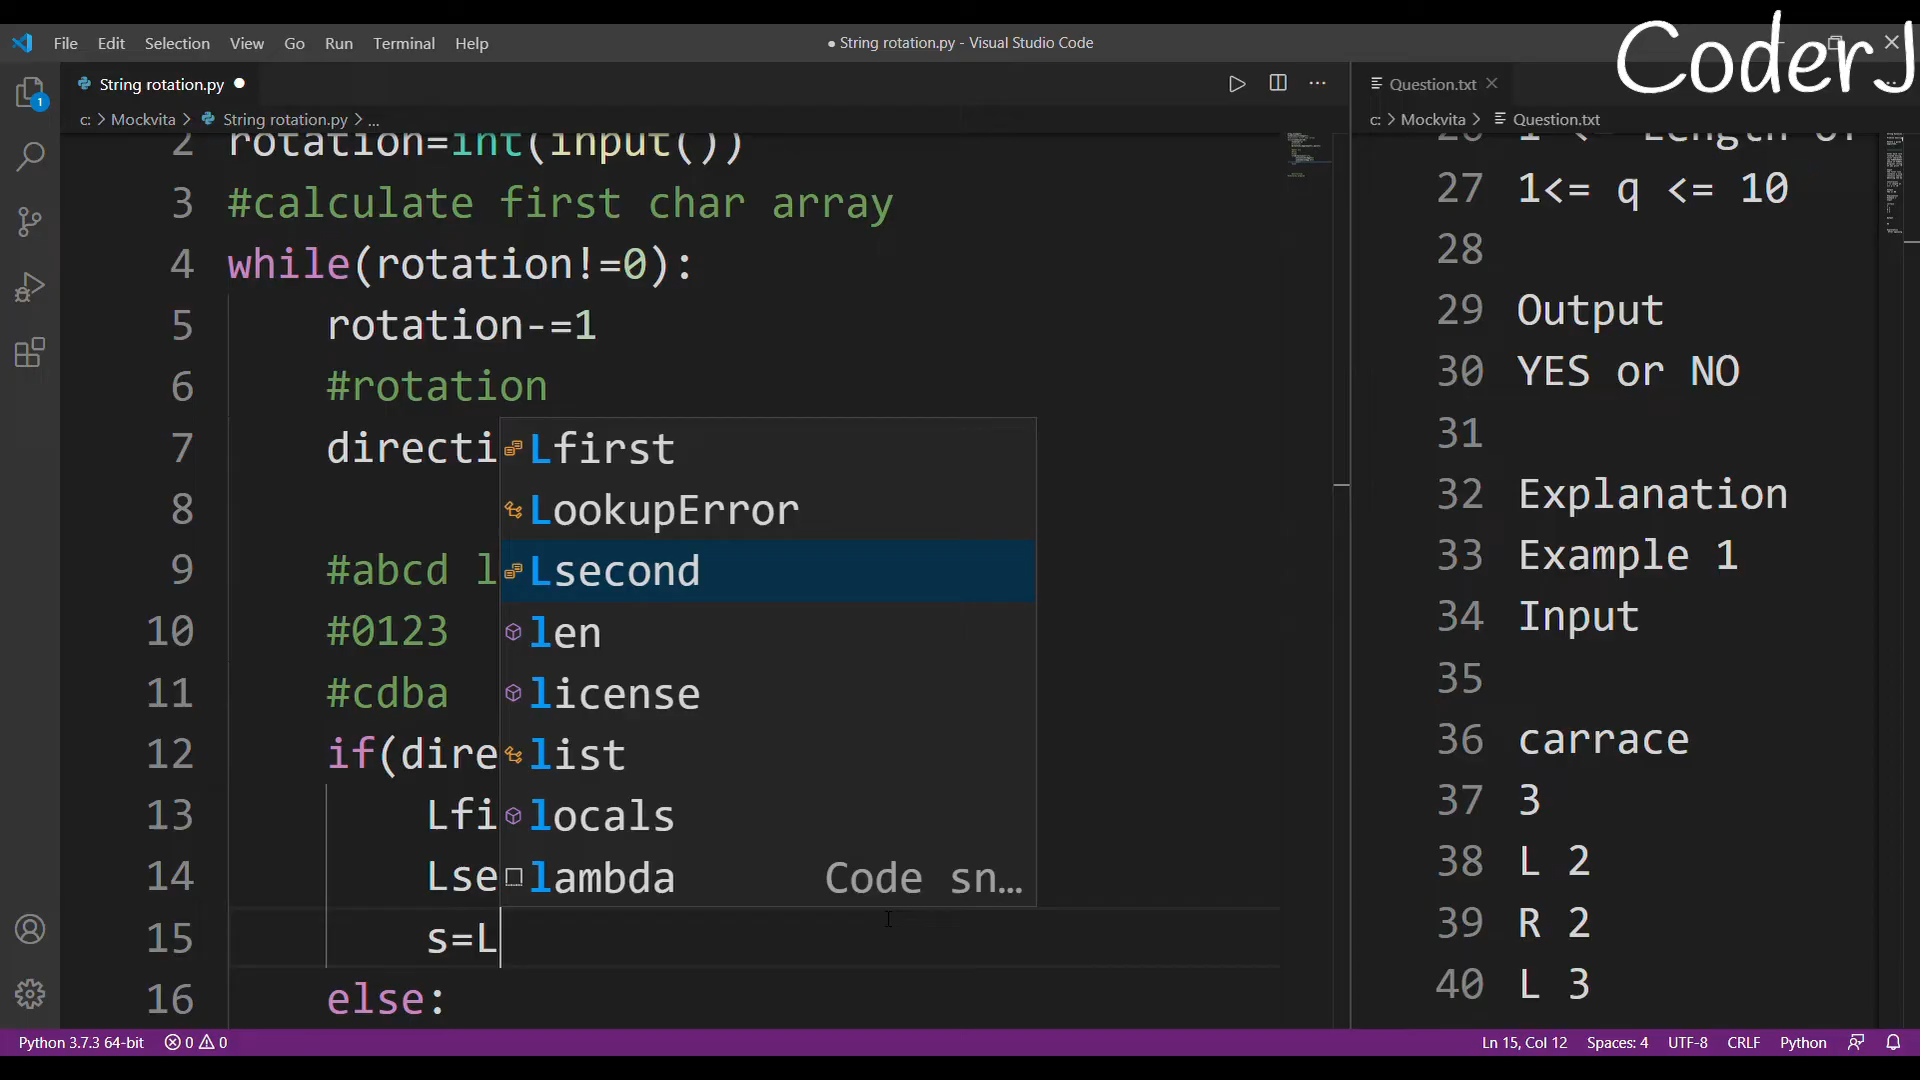 CoderJ
File Edit Selection View Go Run Terminal Help
● String rotation.py - Visual Studio Code
String rotation.py ●
Question.txt
c: > Mockvita > String rotation.py > ...
c: > Mockvita > Question.txt
2 rotation=int(input())
3 #calculate first char array
4 while(rotation!=0):
5 rotation-=1
6 #rotation
7 directi
8
9 #abcd l
10 #0123
11 #cdba
12 if(dire
13 Lfi
14 Lse
15 s=L
16 else:
Lfirst
LookupError
Lsecond
len
license
list
locals
lambda Code sn...
26 1 <= Length of
27 1<= q <= 10
28
29 Output
30 YES or NO
31
32 Explanation
33 Example 1
34 Input
35
36 carrace
37 3
38 L 2
39 R 2
40 L 3
1
Python 3.7.3 64-bit 0 0
Ln 15, Col 12 Spaces: 4 UTF-8 CRLF Python